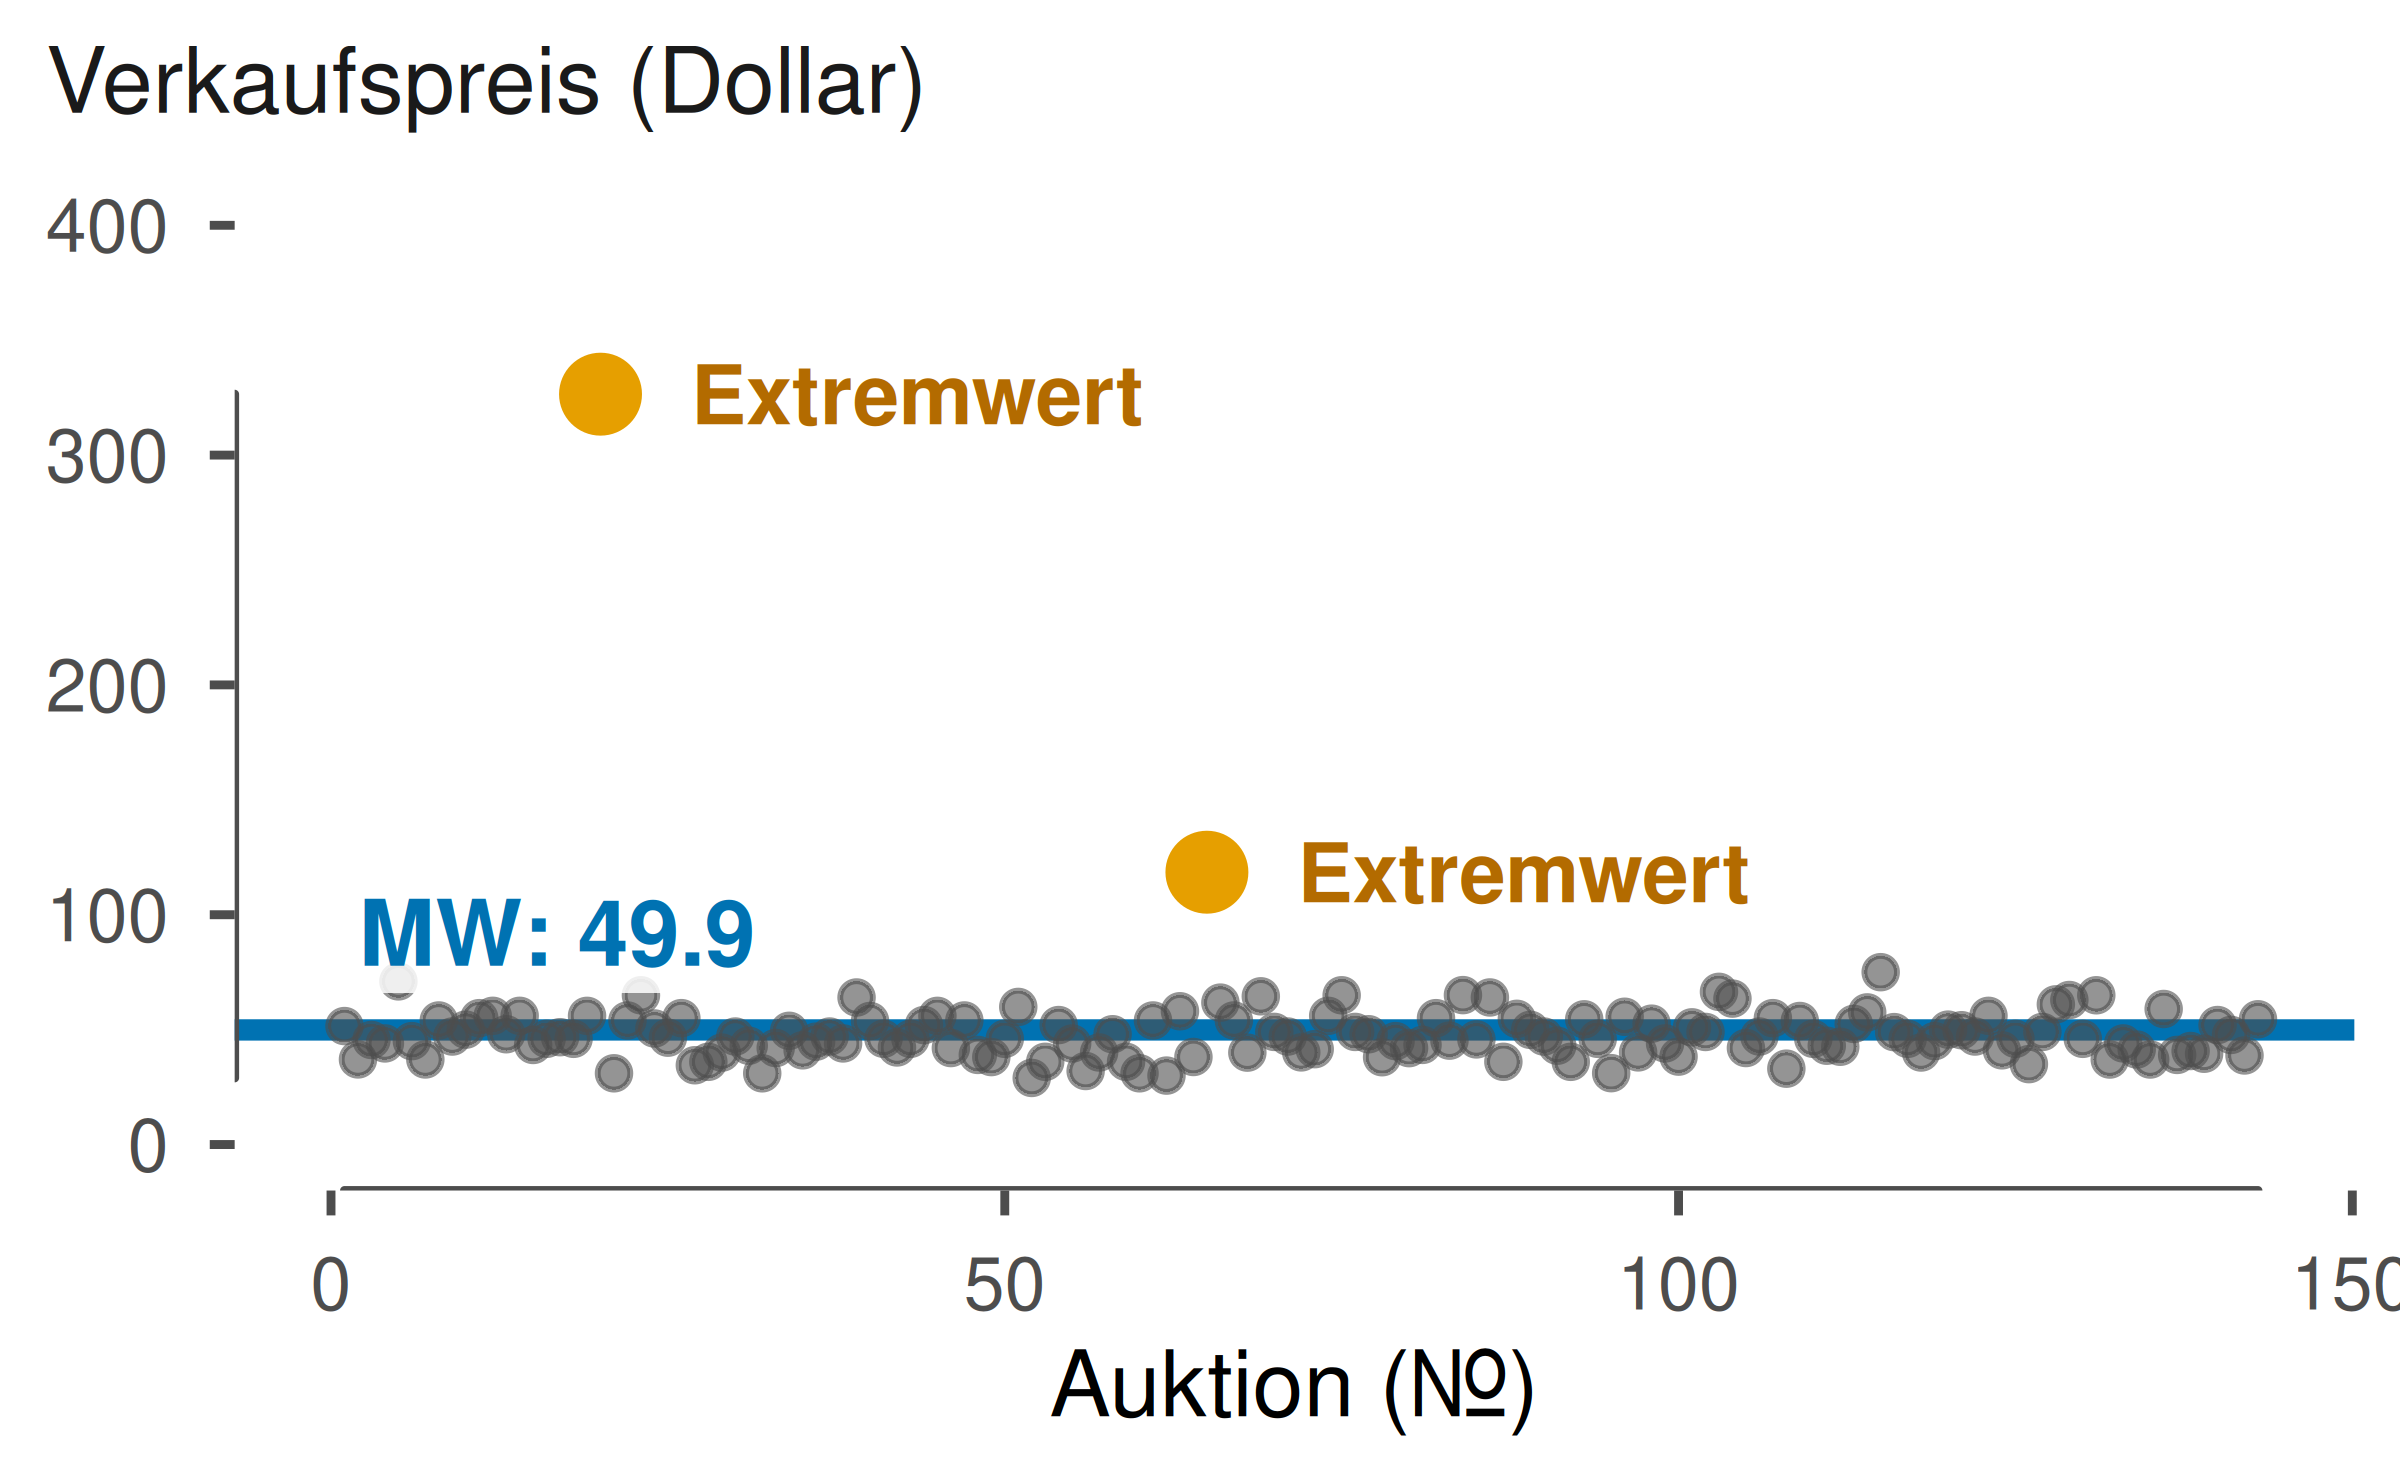 Verkaufspreis (Dollar)
400
Extremwert
300
200
Extremwert
MW: 49.9
100
0
0 50 100 150
Auktion (№)